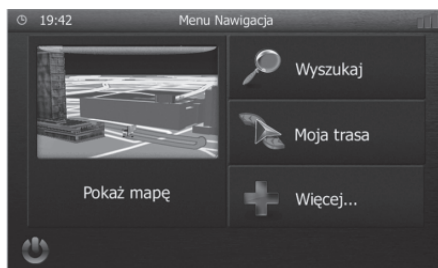 19:42 Menu Nawigacja
Wyszukaj
Moja trasa
Pokaż mapę
Więcej...